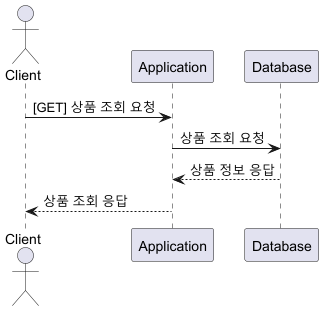 Client
Application
Database
[GET] 상품 조회 요청
상품 조회 요청
상품 정보 응답
상품 조회 응답
Client
Application
Database